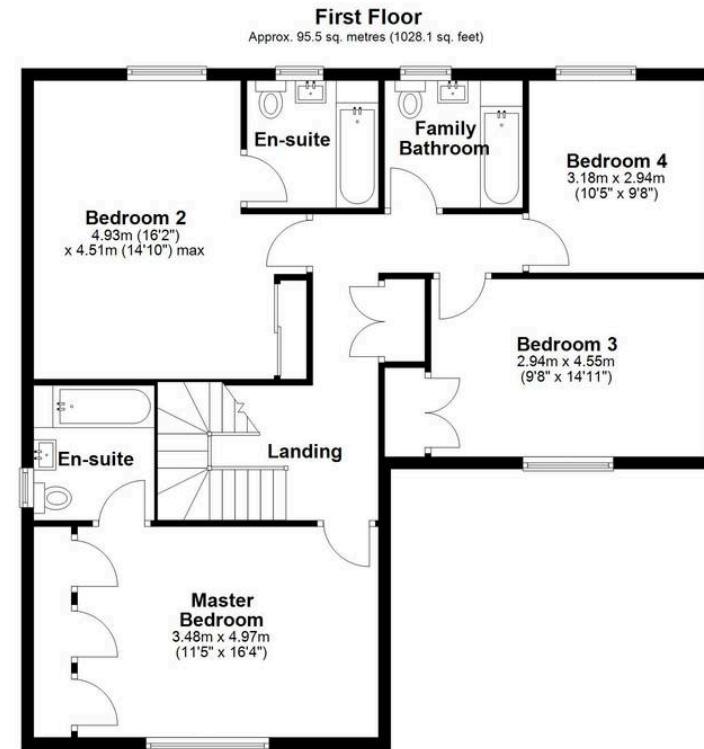 First Floor
Approx. 95.5 sq. metres (1028.1 sq. feet)
En-suite
Family
Bathroom
Bedroom 4
3.18m x 2.94m
(10'5" x 9'8")
Bedroom 2
4.93m (16'2")
x 4.51m (14'10") max
Bedroom 3
2.94m x 4.55m
(9'8" x 14'11")
En-suite
Landing
Master
Bedroom
3.48m x 4.97m
(11'5" x 16'4")